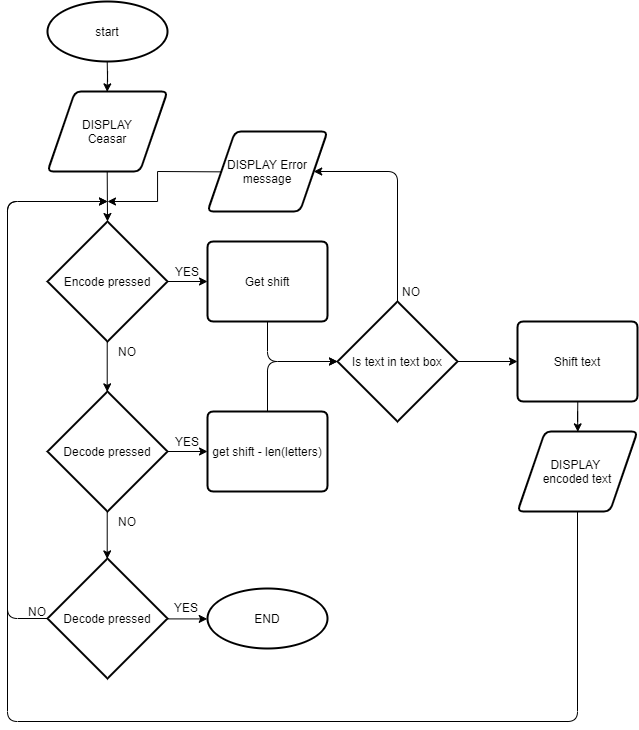 start
DISPLAY
Ceasar
DISPLAY Error
message
Encode pressed
YES
Get shift
NO
NO
Is text in text box
Shift text
Decode pressed
YES
get shift - len(letters)
DISPLAY
encoded text
NO
Decode pressed
YES
END
NO